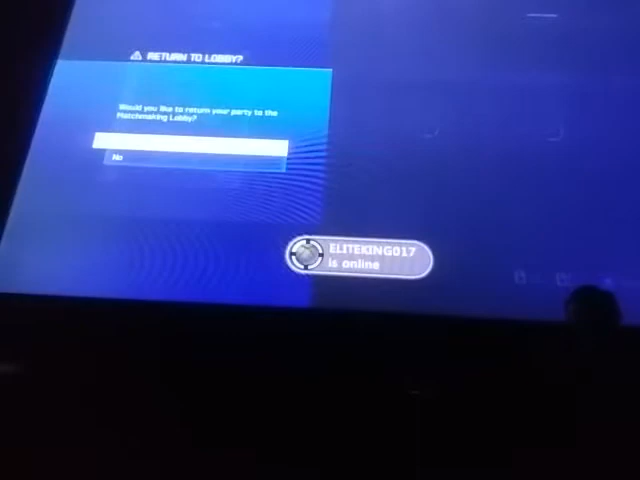 RETURN TO LOBBY?
Would you like to return your party to the
Matchmaking Lobby?
No
ELITEKING017
is online